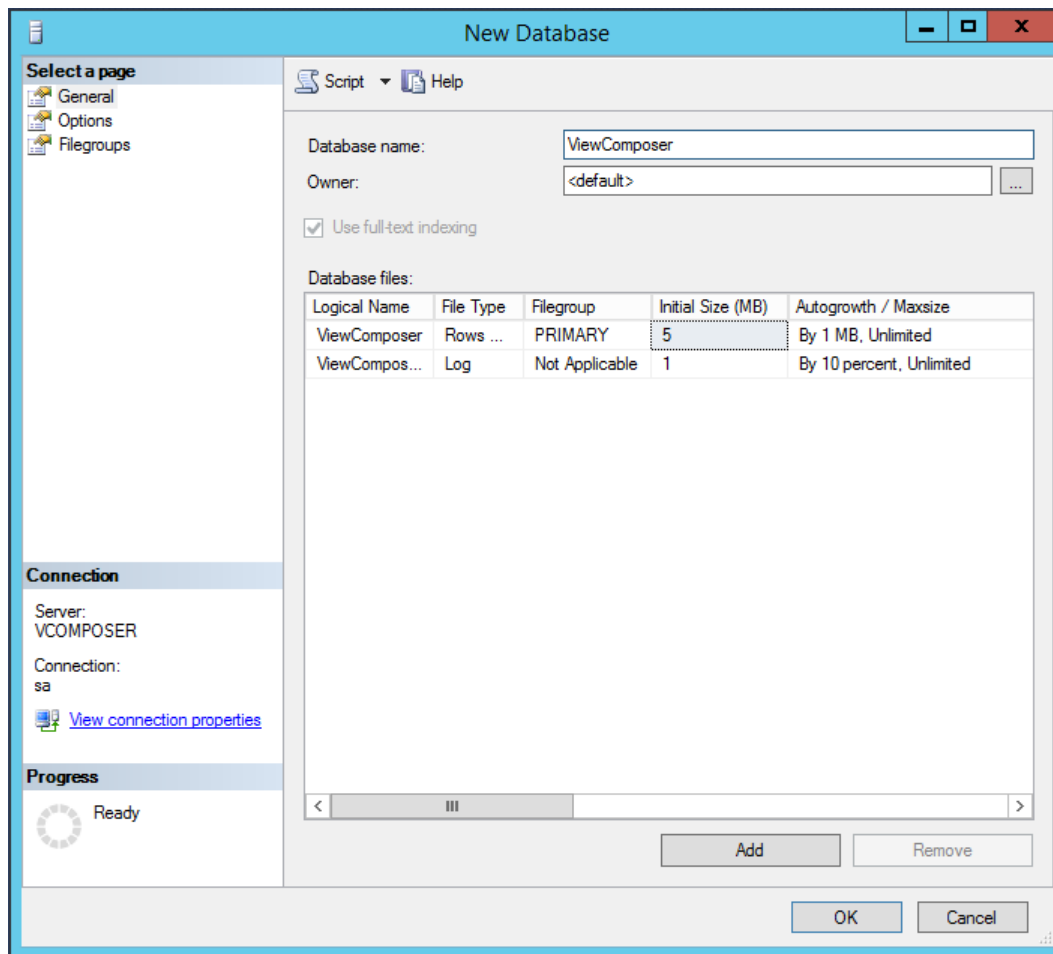 New Database
Select a page
General
Options
Filegroups
Script Help
Database name: ViewComposer
Owner: <default> ...
Use full-text indexing
Database files:
Logical Name File Type Filegroup Initial Size (MB) Autogrowth / Maxsize
ViewComposer Rows ... PRIMARY 5 By 1 MB, Unlimited
ViewCompos... Log Not Applicable 1 By 10 percent, Unlimited
Connection
Server:
VCOMPOSER
Connection:
sa
View connection properties
Progress
Ready
Add Remove
OK Cancel